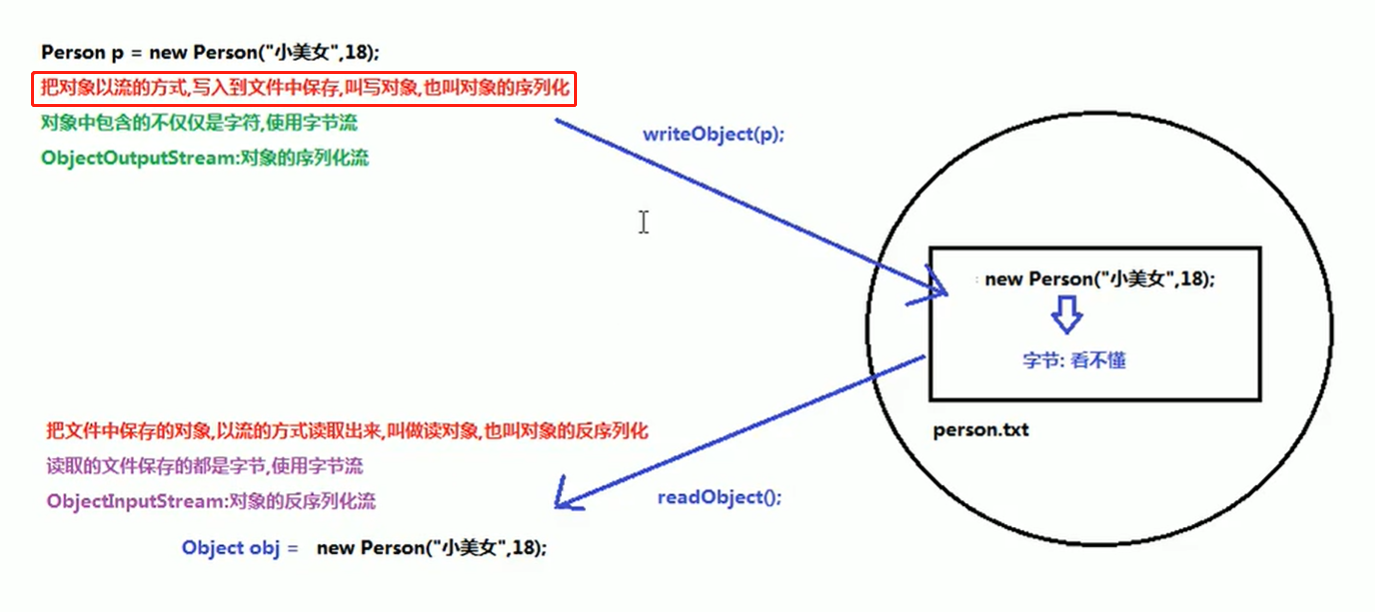 Person p = new Person("小美女",18);
把对象以流的方式,写入到文件中保存,叫写对象,也叫对象的序列化
对象中包含的不仅仅是字符,使用字节流
writeObject(p);
ObjectOutputStream:对象的序列化流
new Person("小美女",18);
字节: 看不懂
person.txt
把文件中保存的对象,以流的方式读取出来,叫做读对象,也叫对象的反序列化
读取的文件保存的都是字节,使用字节流
ObjectInputStream:对象的反序列化流
readObject();
Object obj = new Person("小美女",18);